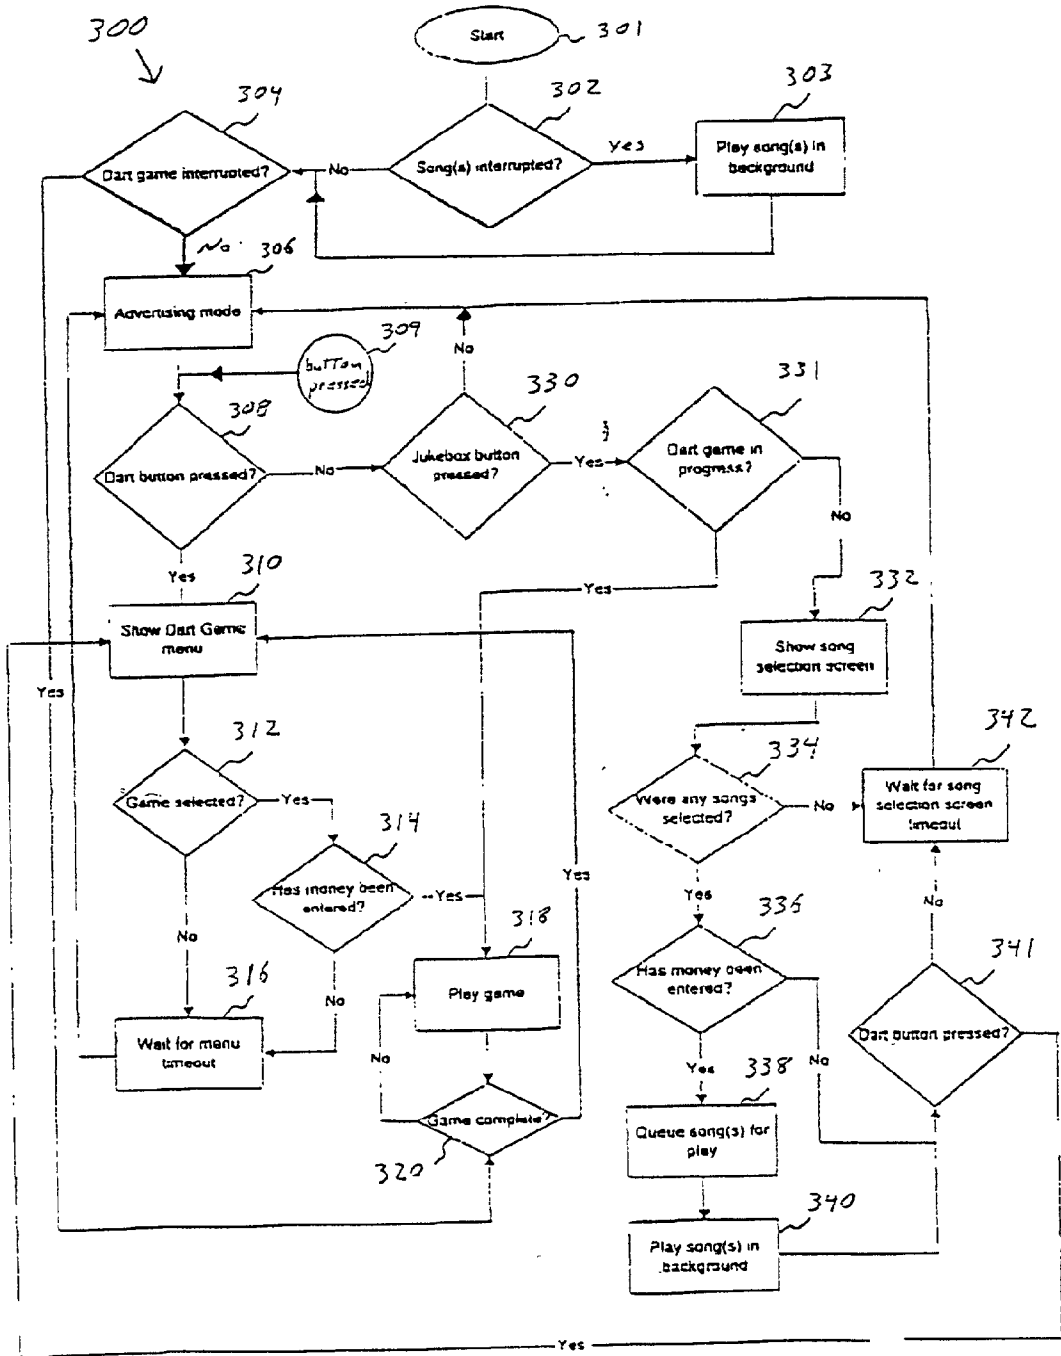 300
Start
301
304
302
303
Dart game interrupted?
No
Song(s) interrupted?
Yes
Play song(s) in
background
No
306
Advertising mode
309
button
pressed
No
308
330
331
Dart button pressed?
No
Jukebox button
pressed?
Yes
Dart game in
progress?
No
Yes
310
Yes
332
Show Dart Game
menu
Show song
selection screen
Yes
312
334
342
Game selected?
Yes
Were any songs
selected?
No
Wait for song
selection screen
timeout
314
Yes
Has money been
entered?
Yes
Yes
No
318
336
No
341
316
Play game
Has money been
entered?
No
Wait for menu
timeout
No
Yes
No
Dart button pressed?
338
Game complete?
Queue song(s) for
play
320
340
Play song(s) in
background
Yes